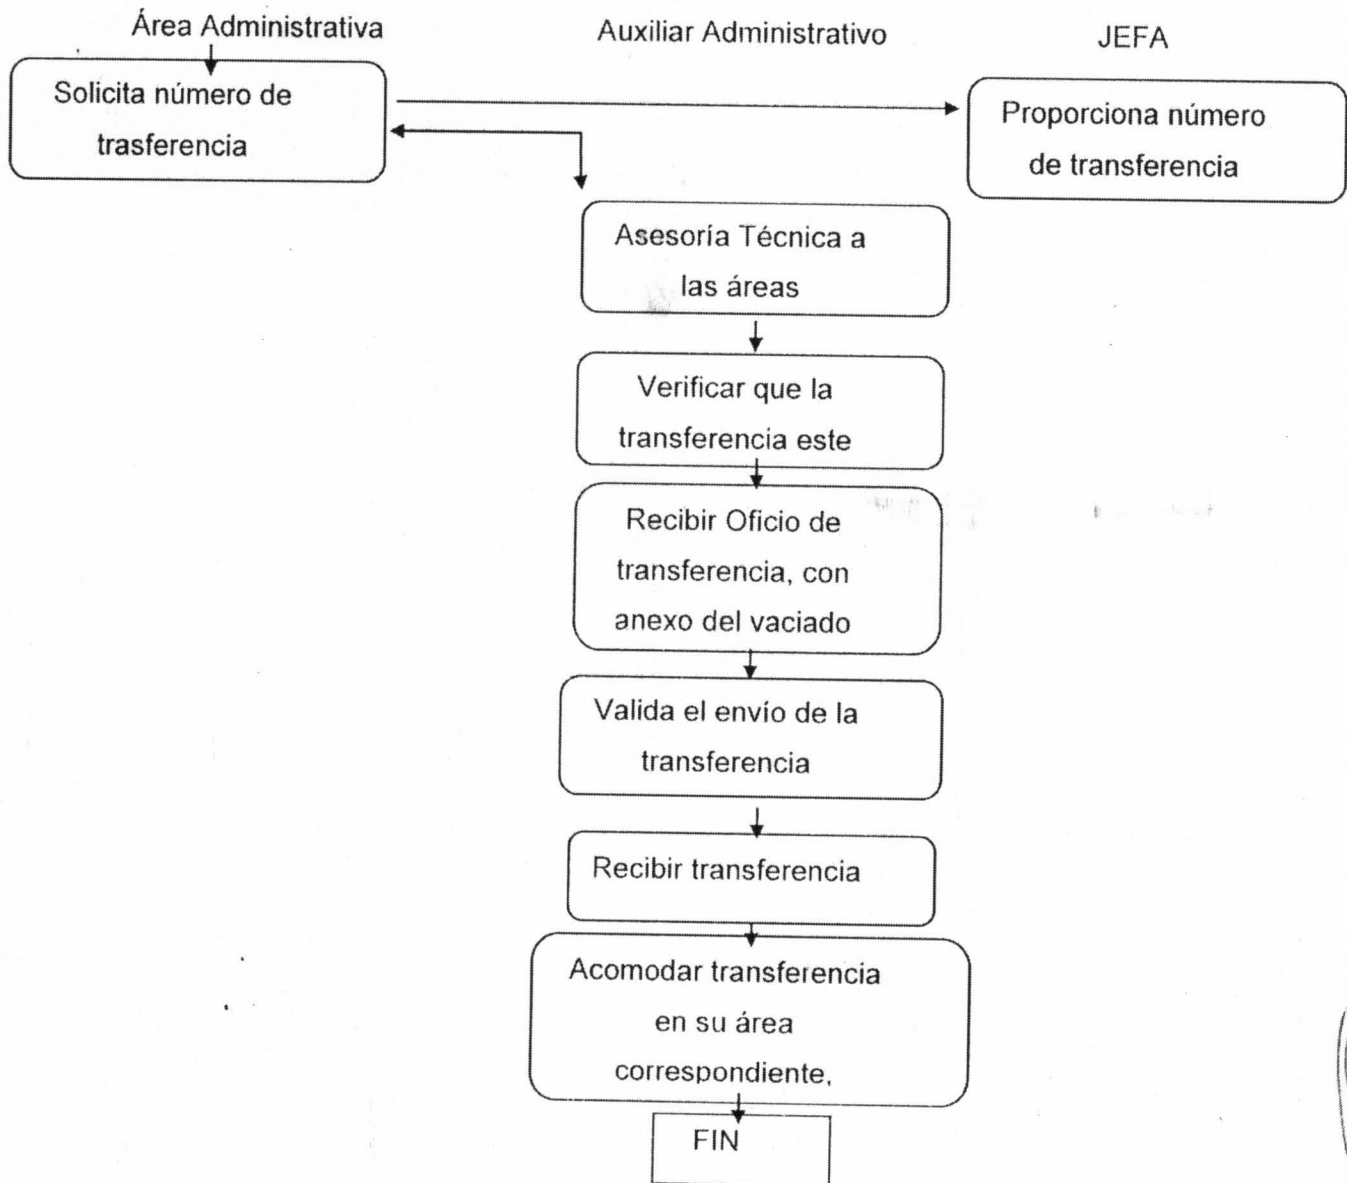 Área Administrativa
Auxiliar Administrativo
JEFA
Solicita número de
trasferencia
Proporciona número
de transferencia
Asesoría Técnica a
las áreas
Verificar que la
transferencia este
Recibir Oficio de
transferencia, con
anexo del vaciado
Valida el envío de la
transferencia
Recibir transferencia
Acomodar transferencia
en su área
correspondiente,
FIN